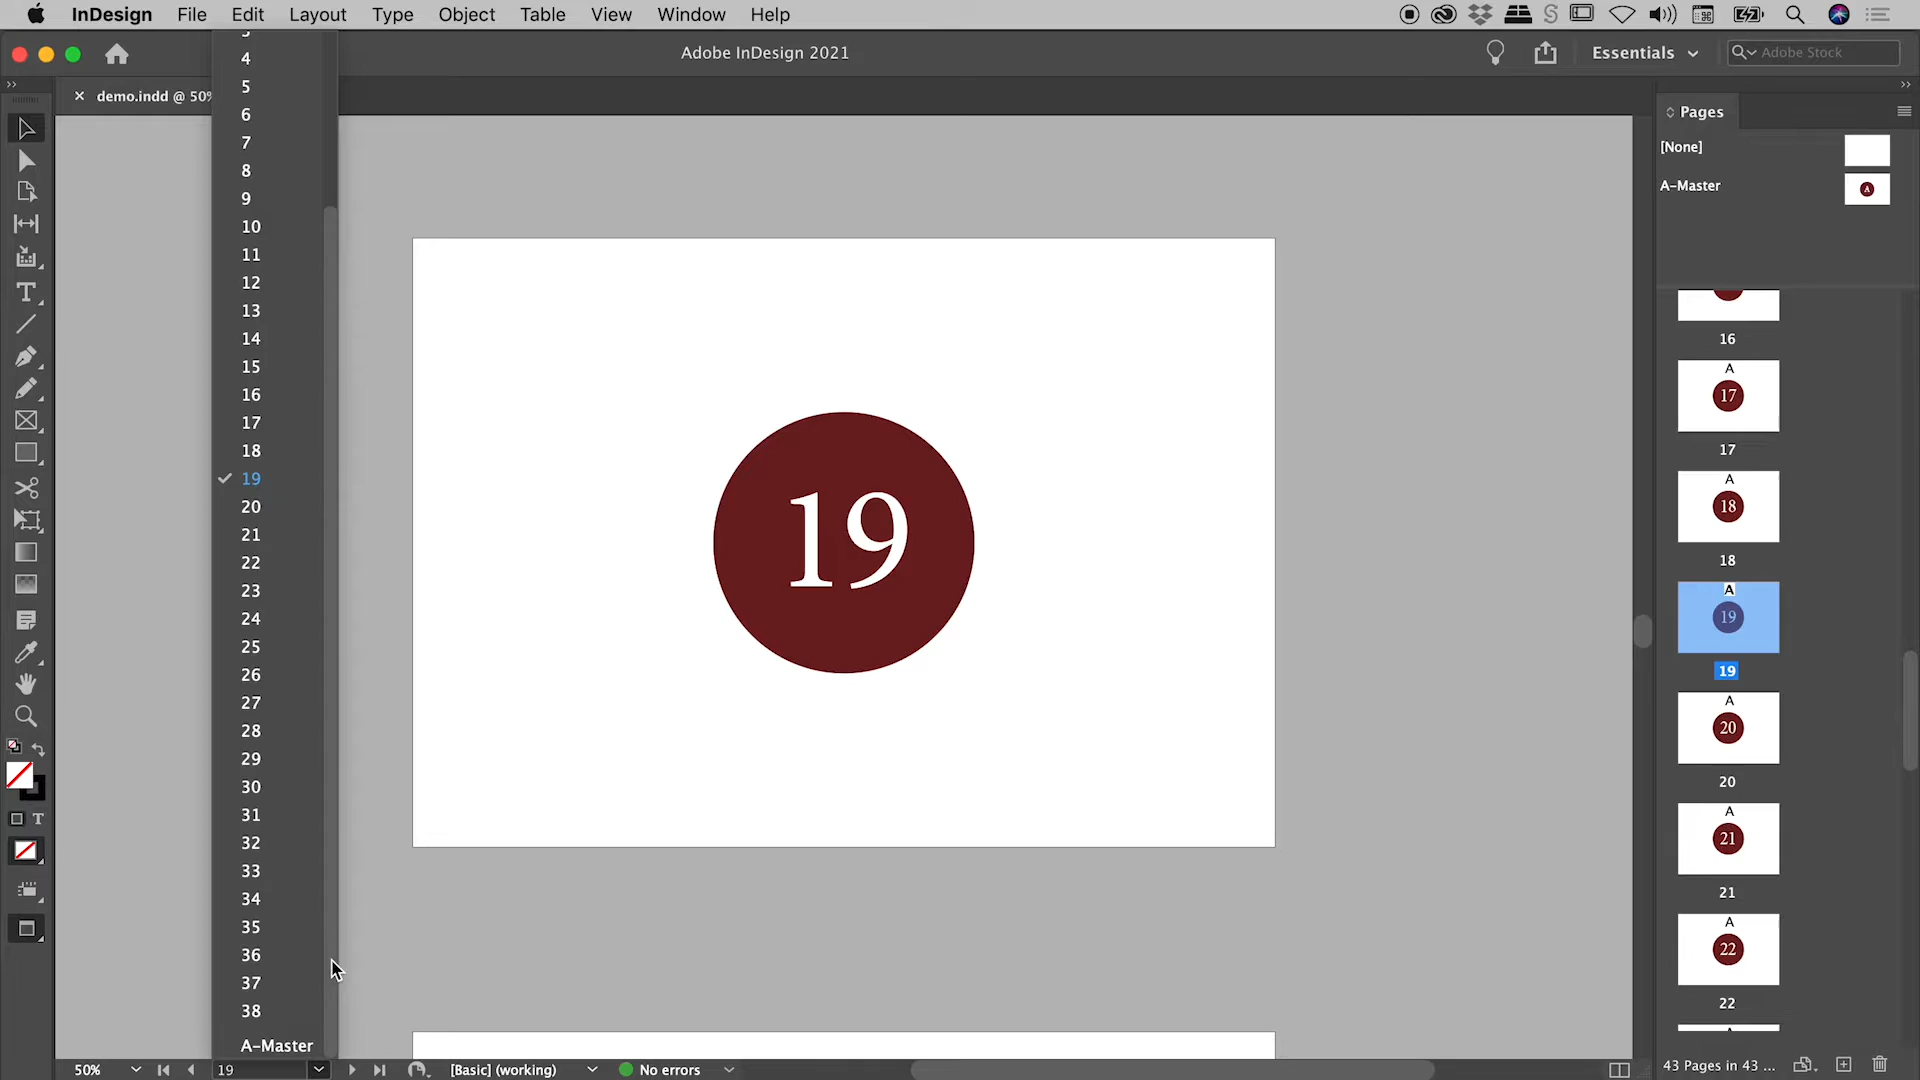 InDesign File Edit Layout Type Object Table View Window Help
Adobe InDesign 2021
Essentials
Adobe Stock
demo.indd @ 50%
4
5
6
7
8
9
10
11
12
13
14
15
16
17
18
19
20
21
22
23
24
25
26
27
28
29
30
31
32
33
34
35
36
37
38
A-Master
19
Pages
[None]
A-Master
A
16
A
17
17
A
18
18
A
19
19
A
20
20
A
21
21
A
22
22
43 Pages in 43 ...
50%
19
[Basic] (working)
No errors